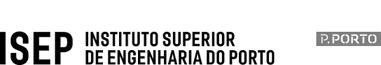 ISEP INSTITUTO SUPERIOR
DE ENGENHARIA DO PORTO
P.PORTO